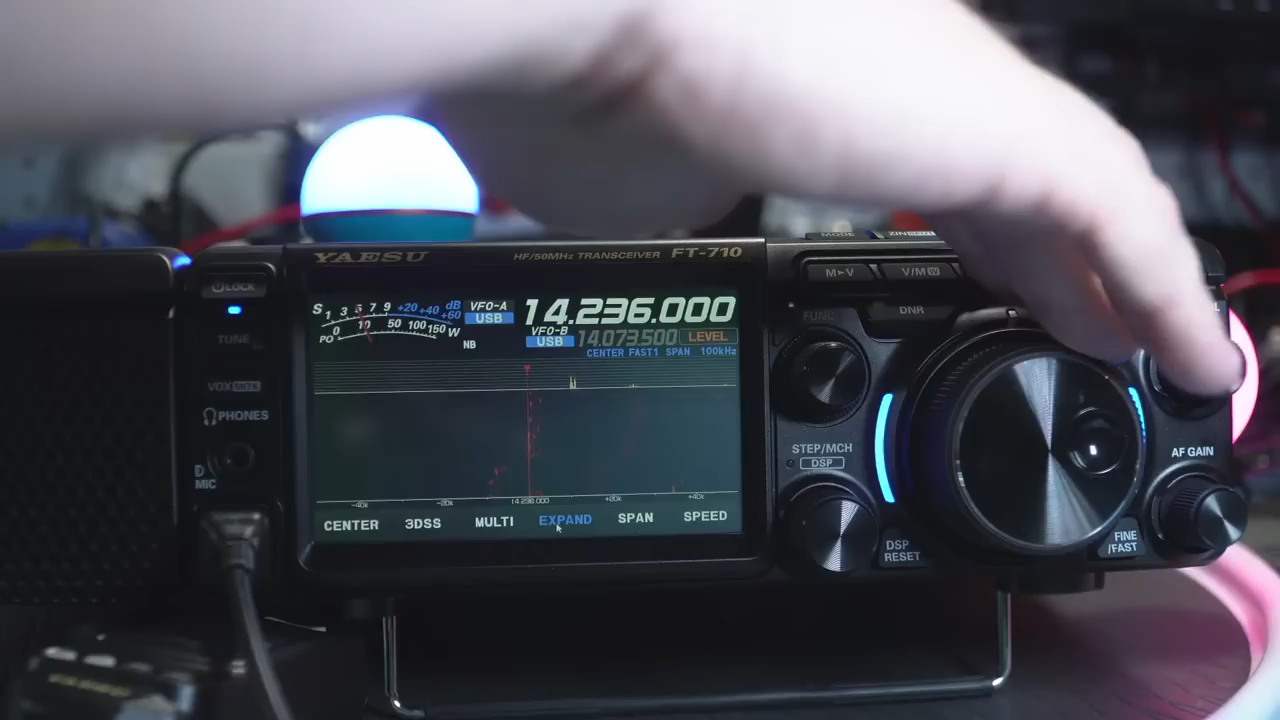 MODE ZIN
YAESU HF/50MHz TRANSCEIVER FT-710
LOCK
M▸V V/M W
DNR
FUNC
S 1 3 5 7 9 +20 +40 +60 dB
PO 0 10 50 100 150 W
VFO-A
USB
14.236.000
NB
VFO-B
USB
14.073.500
LEVEL
CENTER FAST1 SPAN 100kHz
TUNE
VOX MOX
PHONES
MIC
-40k -20k 14.236.000 +20k +40k
CENTER 3DSS MULTI EXPAND SPAN SPEED
STEP/MCH
DSP
DSP
RESET
FINE
/FAST
AF GAIN
YAESU